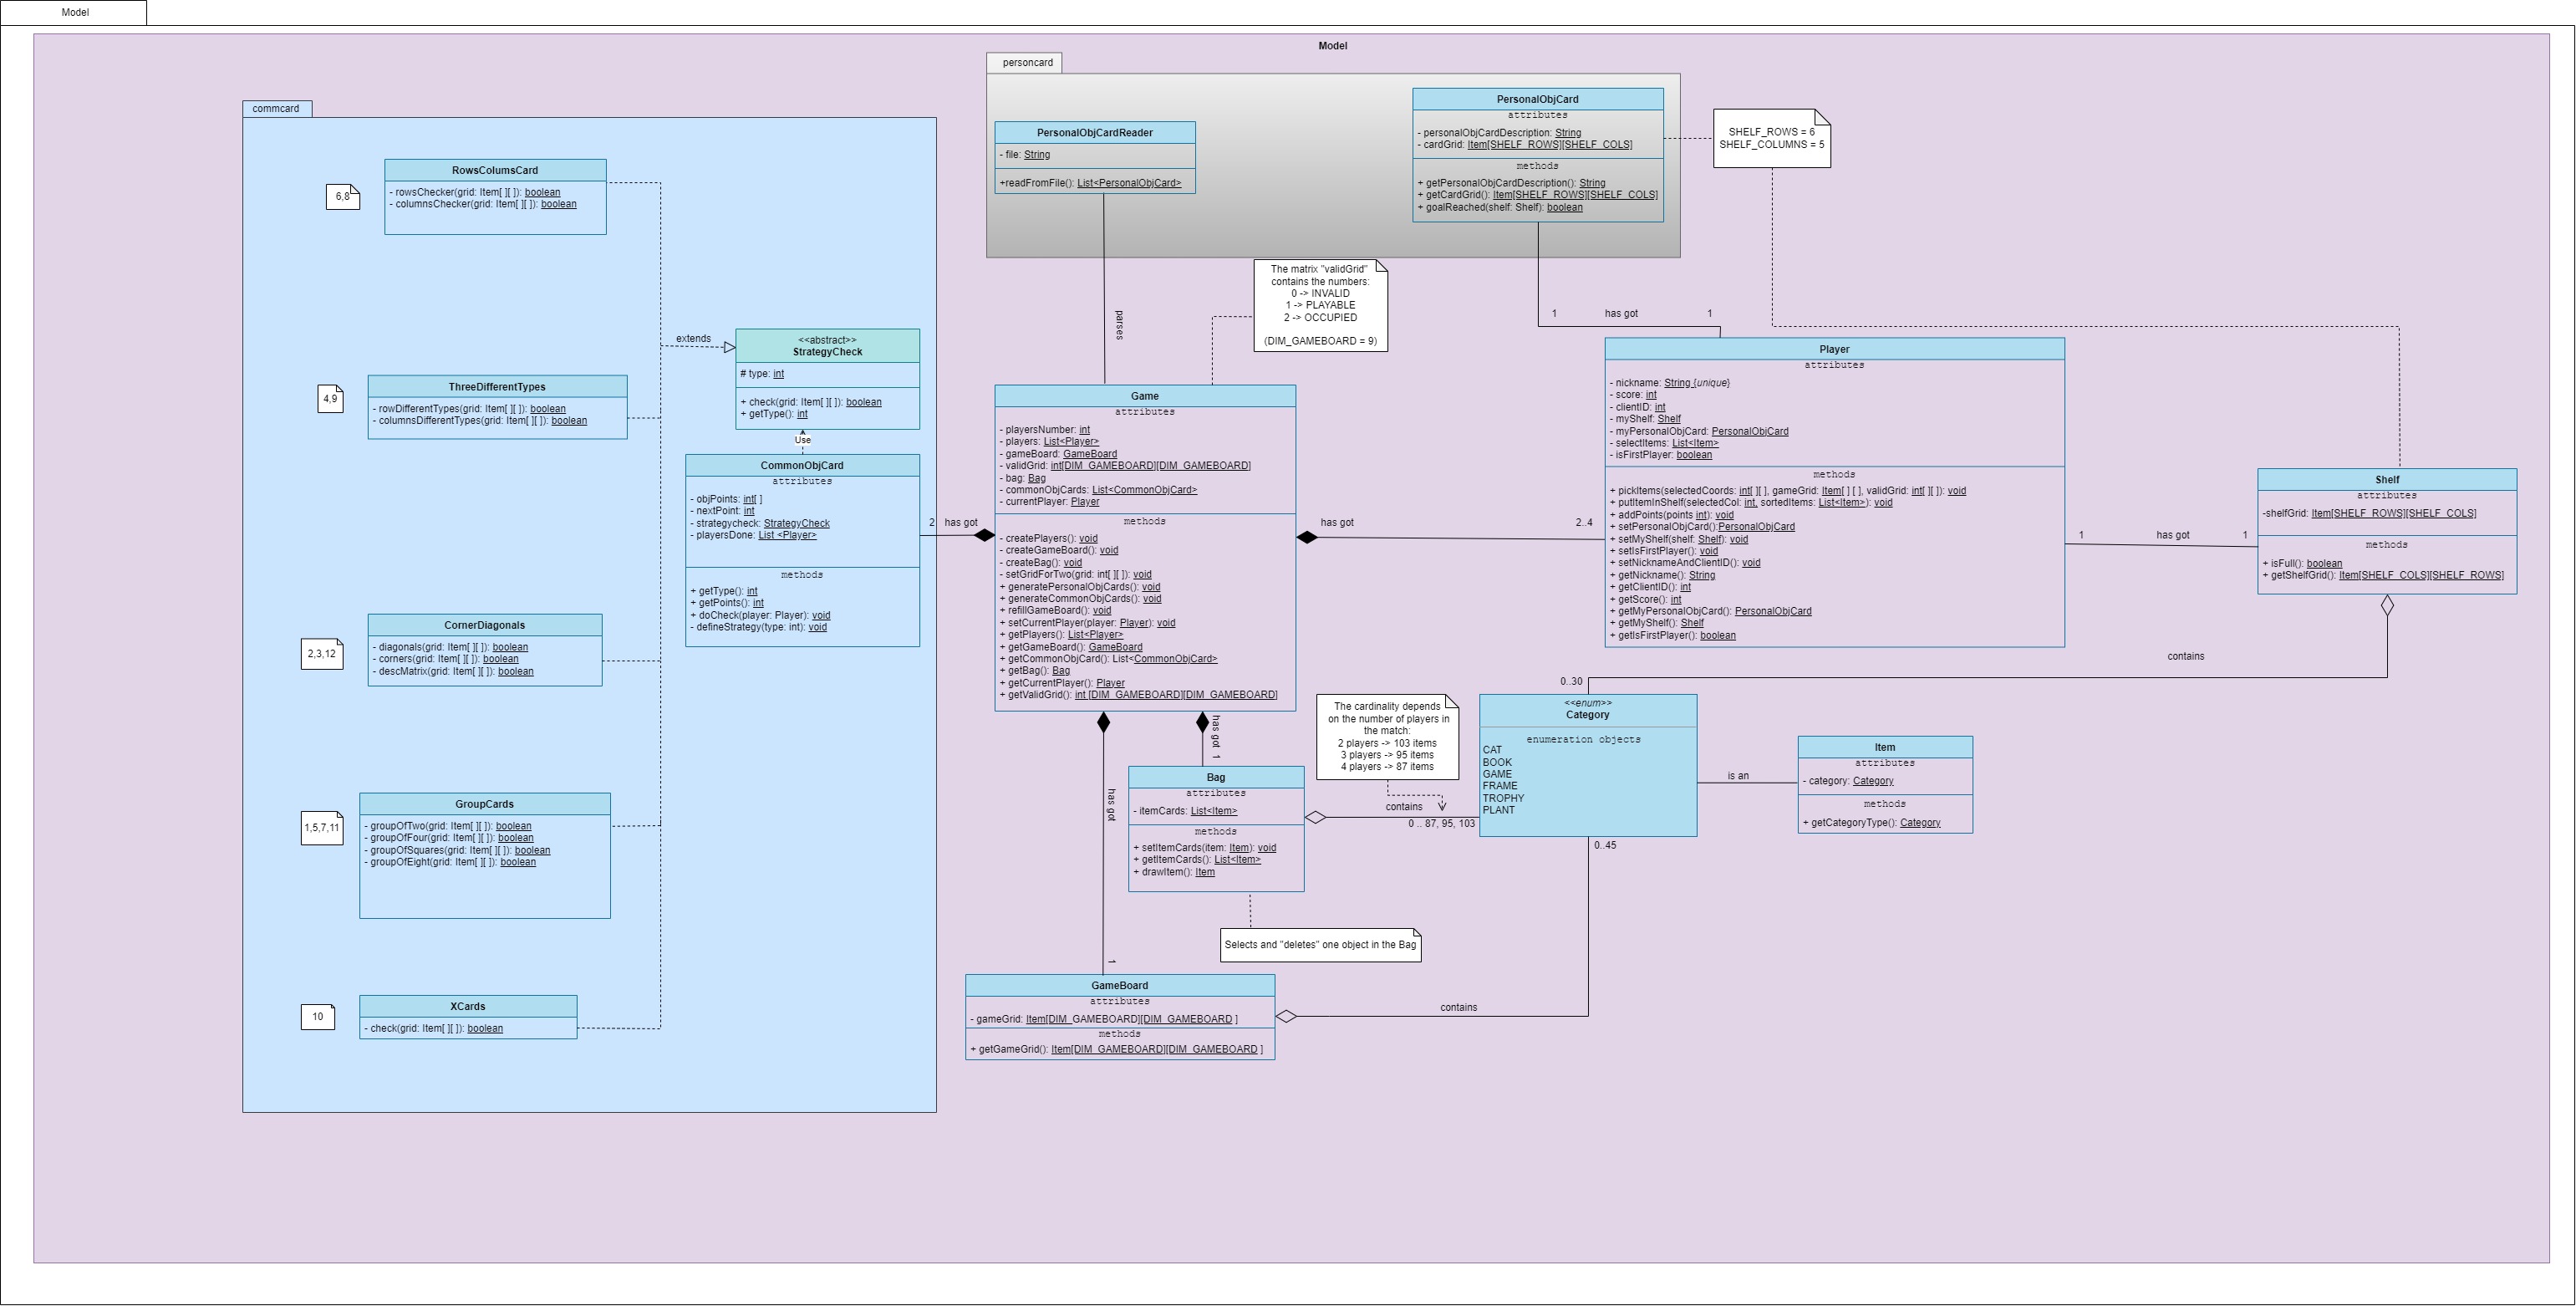 Model
Model
personcard
PersonalObjCardReader
- file: String
+readFromFile(): List<PersonalObjCard>
PersonalObjCard
attributes
- personalObjCardDescription: String
- cardGrid: Item[SHELF_ROWS][SHELF_COLS]
methods
+ getPersonalObjCardDescription(): String
+ getCardGrid(): Item[SHELF_ROWS][SHELF_COLS]
+ goalReached(shelf: Shelf): boolean
SHELF_ROWS = 6
SHELF_COLUMNS = 5
commcard
RowsColumsCard
- rowsChecker(grid: Item[ ][ ]): boolean
- columnsChecker(grid: Item[ ][ ]): boolean
6,8
extends
<<abstract>>
StrategyCheck
# type: int
+ check(grid: Item[ ][ ]): boolean
+ getType(): int
Use
ThreeDifferentTypes
- rowDifferentTypes(grid: Item[ ][ ]): boolean
- columnsDifferentTypes(grid: Item[ ][ ]): boolean
4,9
CommonObjCard
attributes
- objPoints: int[ ]
- nextPoint: int
- strategycheck: StrategyCheck
- playersDone: List <Player>
methods
+ getType(): int
+ getPoints(): int
+ doCheck(player: Player): void
- defineStrategy(type: int): void
CornerDiagonals
- diagonals(grid: Item[ ][ ]): boolean
- corners(grid: Item[ ][ ]): boolean
- descMatrix(grid: Item[ ][ ]): boolean
2,3,12
GroupCards
- groupOfTwo(grid: Item[ ][ ]): boolean
- groupOfFour(grid: Item[ ][ ]): boolean
- groupOfSquares(grid: Item[ ][ ]): boolean
- groupOfEight(grid: Item[ ][ ]): boolean
1,5,7,11
XCards
- check(grid: Item[ ][ ]): boolean
10
parses
The matrix "validGrid"
contains the numbers:
0 -> INVALID
1 -> PLAYABLE
2 -> OCCUPIED
(DIM_GAMEBOARD = 9)
1
has got
1
2
has got
Game
attributes
- playersNumber: int
- players: List<Player>
- gameBoard: GameBoard
- validGrid: int[DIM_GAMEBOARD][DIM_GAMEBOARD]
- bag: Bag
- commonObjCards: List<CommonObjCard>
- currentPlayer: Player
methods
- createPlayers(): void
- createGameBoard(): void
- createBag(): void
- setGridForTwo(grid: int[ ][ ]): void
+ generatePersonalObjCards(): void
+ generateCommonObjCards(): void
+ refillGameBoard(): void
+ setCurrentPlayer(player: Player): void
+ getPlayers(): List<Player>
+ getGameBoard(): GameBoard
+ getCommonObjCard(): List<CommonObjCard>
+ getBag(): Bag
+ getCurrentPlayer(): Player
+ getValidGrid(): int [DIM_GAMEBOARD][DIM_GAMEBOARD]
has got
2..4
Player
attributes
- nickname: String {unique}
- score: int
- clientID: int
- myShelf: Shelf
- myPersonalObjCard: PersonalObjCard
- selectItems: List<Item>
- isFirstPlayer: boolean
methods
+ pickItems(selectedCoords: int[ ][ ], gameGrid: Item[ ] [ ], validGrid: int[ ][ ]): void
+ putItemInShelf(selectedCol: int, sortedItems: List<Item>): void
+ addPoints(points int): void
+ setPersonalObjCard():PersonalObjCard
+ setMyShelf(shelf: Shelf): void
+ setIsFirstPlayer(): void
+ setNicknameAndClientID(): void
+ getNickname(): String
+ getClientID(): int
+ getScore(): int
+ getMyPersonalObjCard(): PersonalObjCard
+ getMyShelf(): Shelf
+ getIsFirstPlayer(): boolean
1
has got
1
Shelf
attributes
-shelfGrid: Item[SHELF_ROWS][SHELF_COLS]
methods
+ isFull(): boolean
+ getShelfGrid(): Item[SHELF_COLS][SHELF_ROWS]
contains
0..30
has got 1
has got
1
The cardinality depends
on the number of players in
the match:
2 players -> 103 items
3 players -> 95 items
4 players -> 87 items
<<enum>>
Category
enumeration objects
CAT
BOOK
GAME
FRAME
TROPHY
PLANT
is an
Item
attributes
- category: Category
methods
+ getCategoryType(): Category
Bag
attributes
- itemCards: List<Item>
methods
+ setItemCards(item: Item): void
+ getItemCards(): List<Item>
+ drawItem(): Item
contains
0 .. 87, 95, 103
0..45
Selects and "deletes" one object in the Bag
GameBoard
attributes
- gameGrid: Item[DIM_GAMEBOARD][DIM_GAMEBOARD ]
methods
+ getGameGrid(): Item[DIM_GAMEBOARD][DIM_GAMEBOARD ]
contains